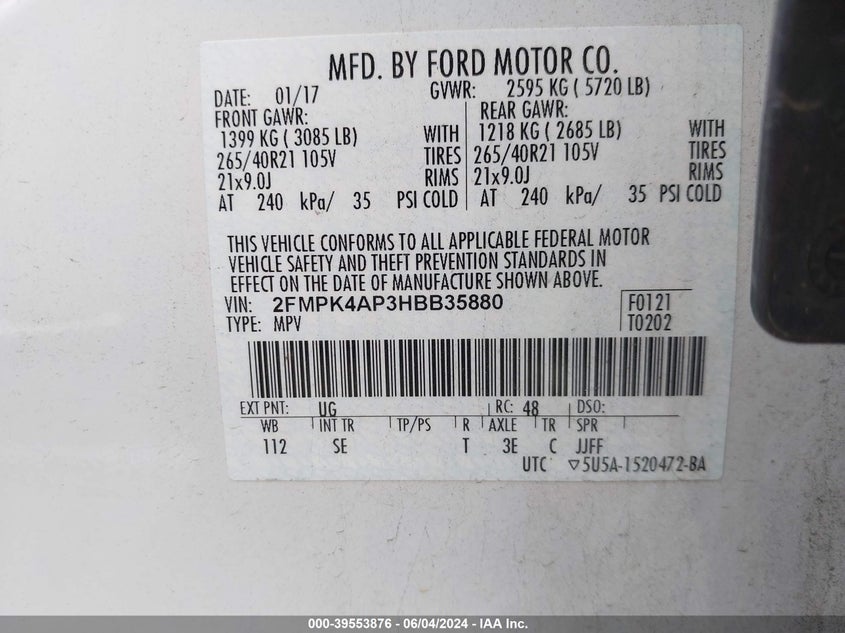 MFD. BY FORD MOTOR CO.
DATE: 01/17 GVWR: 2595 KG ( 5720 LB)
FRONT GAWR: REAR GAWR:
1399 KG ( 3085 LB) WITH 1218 KG ( 2685 LB) WITH
265/40R21 105V TIRES 265/40R21 105V TIRES
21x9.0J RIMS 21x9.0J RIMS
AT 240 kPa/ 35 PSI COLD AT 240 kPa/ 35 PSI COLD
THIS VEHICLE CONFORMS TO ALL APPLICABLE FEDERAL MOTOR
VEHICLE SAFETY AND THEFT PREVENTION STANDARDS IN
EFFECT ON THE DATE OF MANUFACTURE SHOWN ABOVE.
VIN: 2FMPK4AP3HBB35880 F0121
TYPE: MPV T0202
EXT PNT: UG RC: 48 DSO:
WB INT TR TP/PS R AXLE TR SPR
112 SE T 3E C JJFF
UTC ▽5U5A-1520472-BA
000-39553876 - 06/04/2024 - IAA Inc.